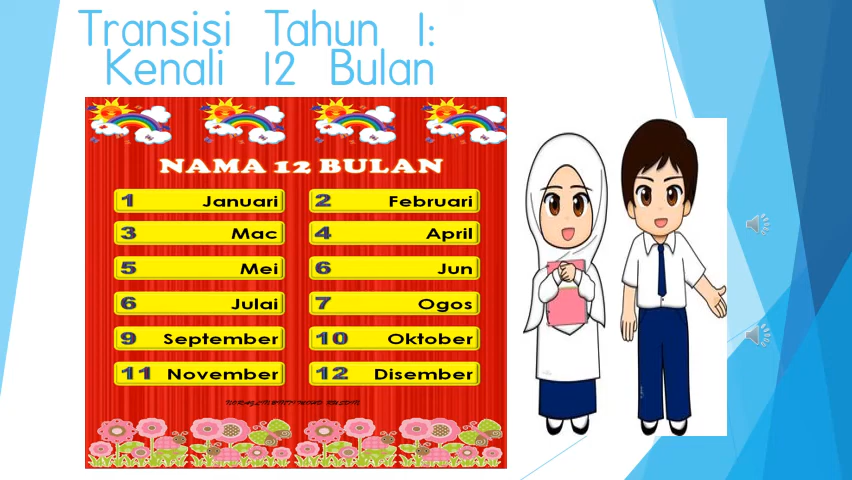 Transisi Tahun 1:
Kenali 12 Bulan
NAMA 12 BULAN
1 Januari
2 Februari
3 Mac
4 April
5 Mei
6 Jun
6 Julai
7 Ogos
9 September
10 Oktober
11 November
12 Disember